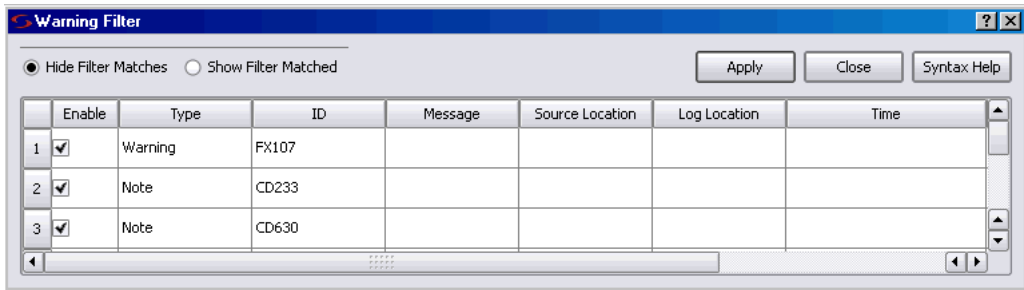 Warning Filter
Hide Filter Matches Show Filter Matched Apply Close Syntax Help
Enable Type ID Message Source Location Log Location Time
1 Warning FX107
2 Note CD233
3 Note CD630